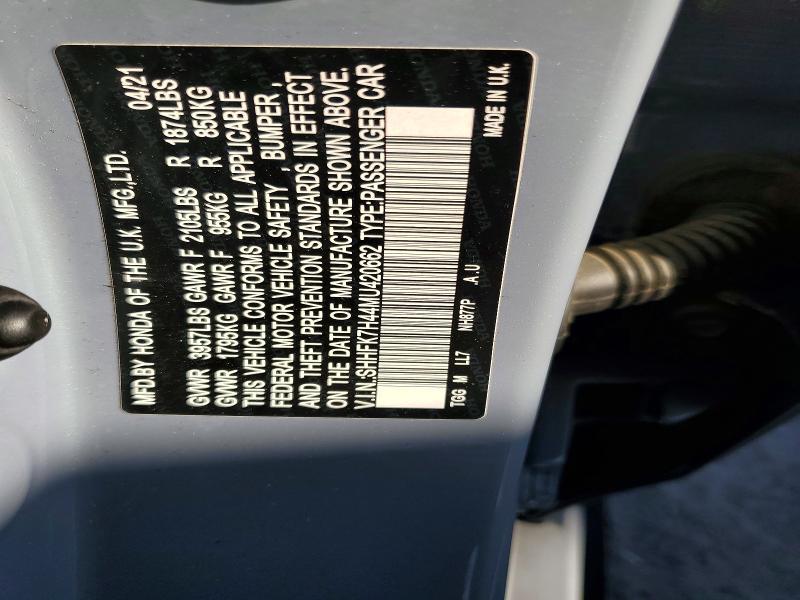 MFD.BY HONDA OF THE U.K. MFG.,LTD. 04/21
GVWR 3957LBS GAWR F 2105LBS R 1874LBS
GVWR 1795KG GAWR F 955KG R 850KG
THIS VEHICLE CONFORMS TO ALL APPLICABLE
FEDERAL MOTOR VEHICLE SAFETY , BUMPER ,
AND THEFT PREVENTION STANDARDS IN EFFECT
ON THE DATE OF MANUFACTURE SHOWN ABOVE.
V.I.N.:SHHFK7H44MU420662 TYPE:PASSENGER CAR
TGG M LL7 NH877P A J
MADE IN U.K.